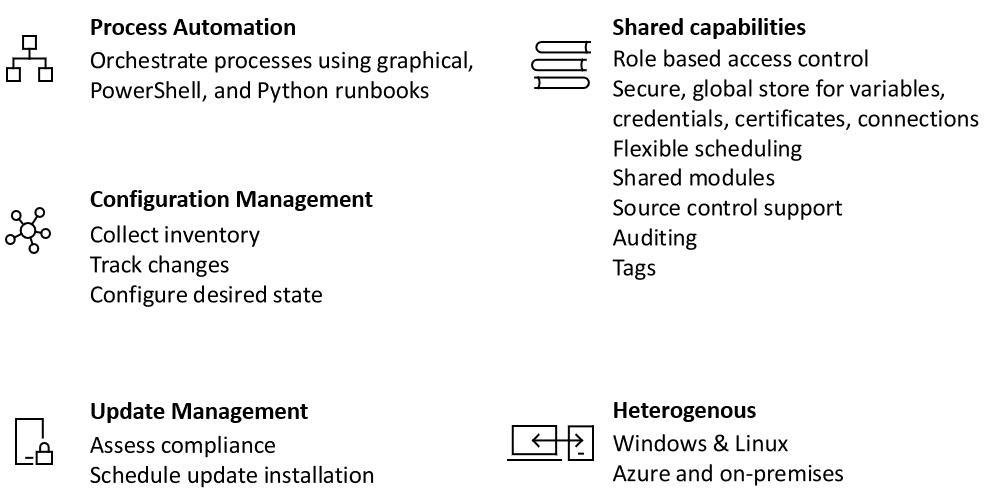 Process Automation
Orchestrate processes using graphical,
PowerShell, and Python runbooks
Configuration Management
Collect inventory
Track changes
Configure desired state
Update Management
Assess compliance
Schedule update installation
Shared capabilities
Role based access control
Secure, global store for variables,
credentials, certificates, connections
Flexible scheduling
Shared modules
Source control support
Auditing
Tags
Heterogenous
Windows & Linux
Azure and on-premises